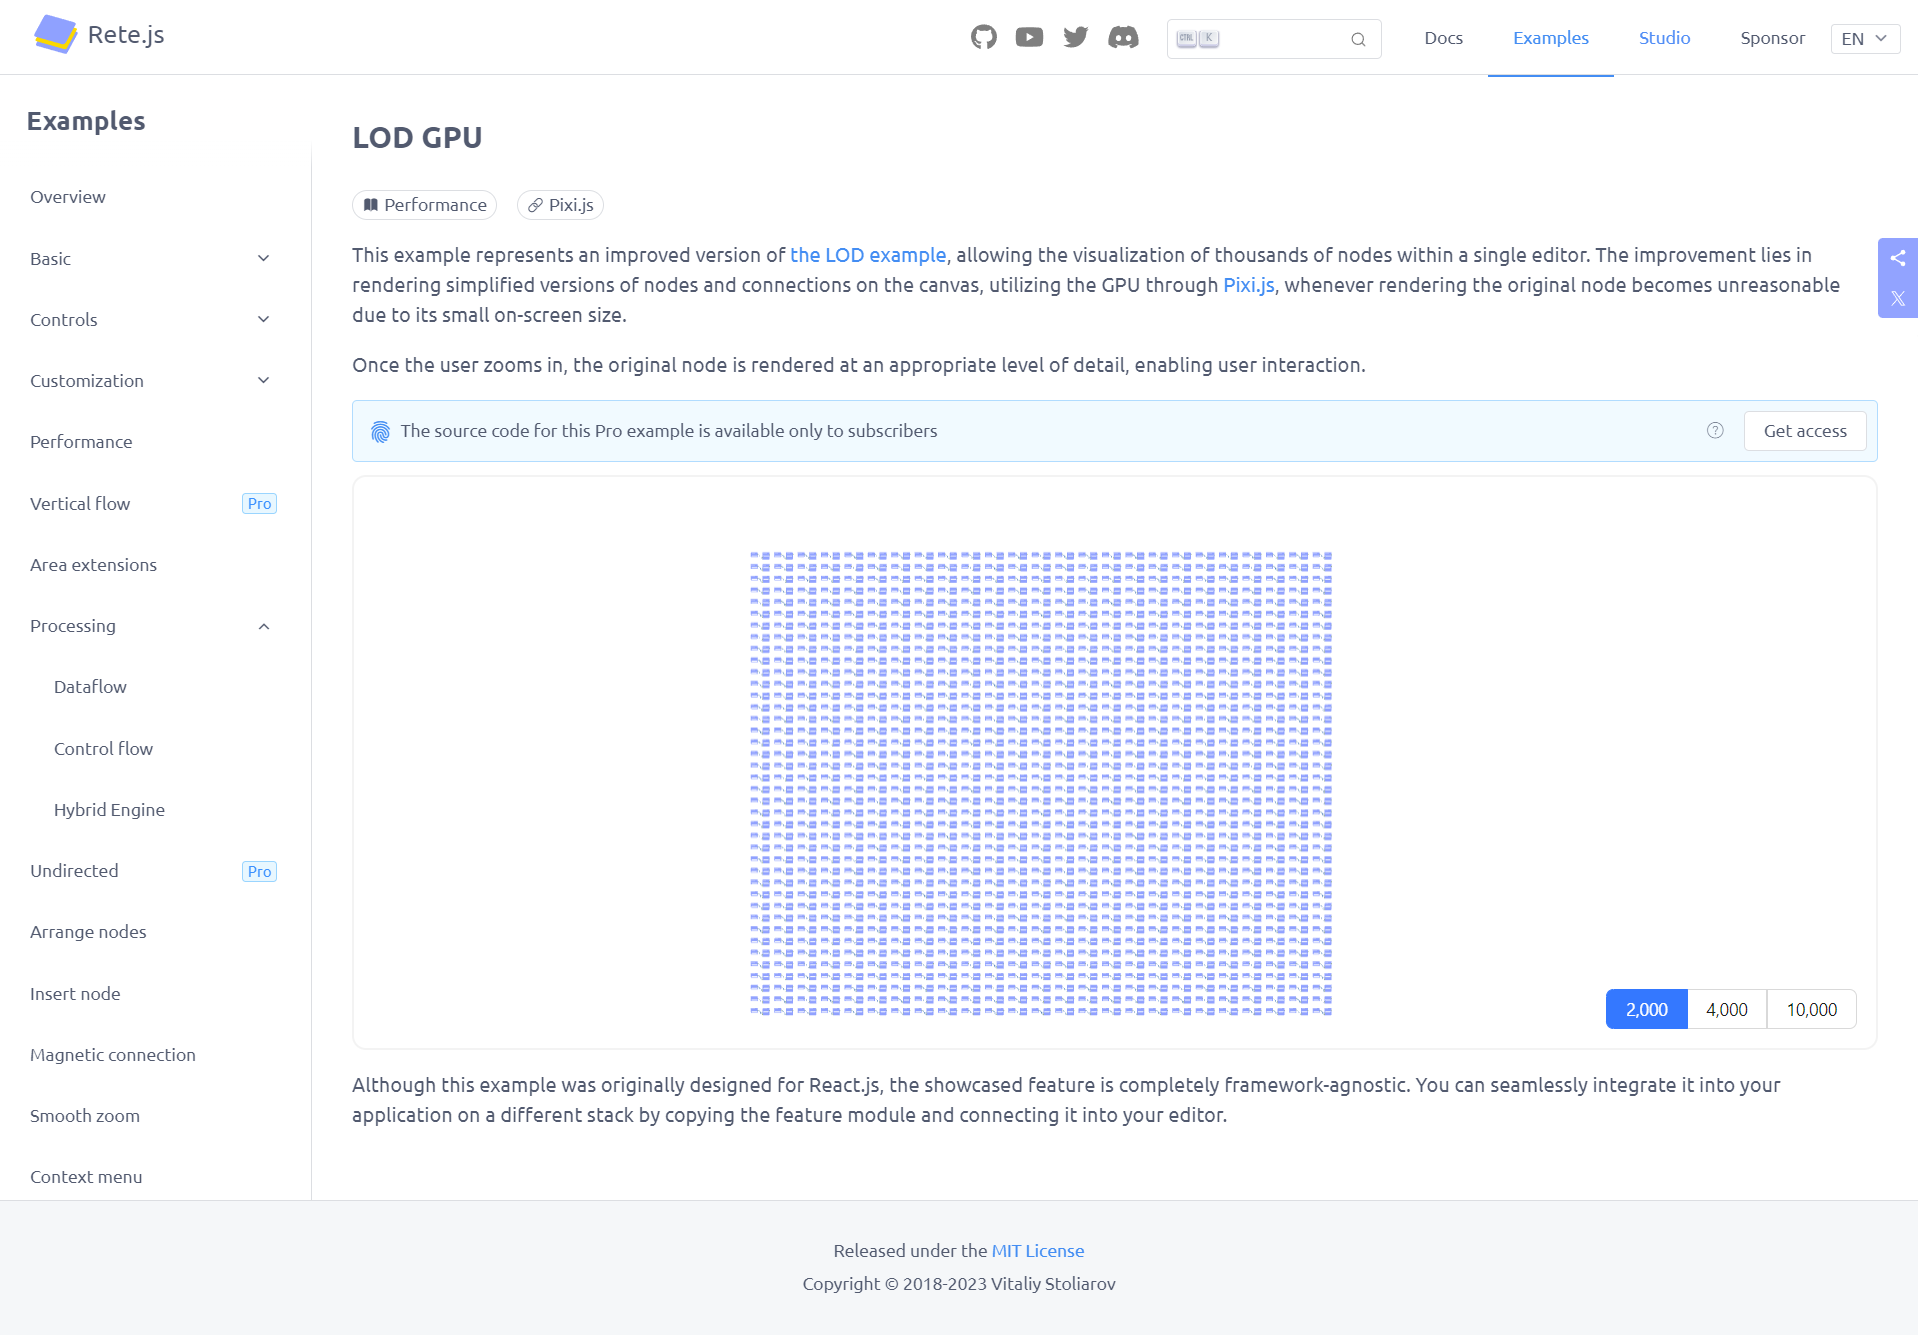 Rete.js
CTRL K
Docs
Examples
Studio
Sponsor
EN
Examples
Overview
Basic
Controls
Customization
Performance
Vertical flow
Pro
Area extensions
Processing
Dataflow
Control flow
Hybrid Engine
Undirected
Pro
Arrange nodes
Insert node
Magnetic connection
Smooth zoom
Context menu
LOD GPU
Performance
Pixi.js
This example represents an improved version of the LOD example, allowing the visualization of thousands of nodes within a single editor. The improvement lies in
rendering simplified versions of nodes and connections on the canvas, utilizing the GPU through Pixi.js, whenever rendering the original node becomes unreasonable
due to its small on-screen size.
Once the user zooms in, the original node is rendered at an appropriate level of detail, enabling user interaction.
The source code for this Pro example is available only to subscribers
Get access
2,000
4,000
10,000
Although this example was originally designed for React.js, the showcased feature is completely framework-agnostic. You can seamlessly integrate it into your
application on a different stack by copying the feature module and connecting it into your editor.
Released under the MIT License
Copyright © 2018-2023 Vitaliy Stoliarov